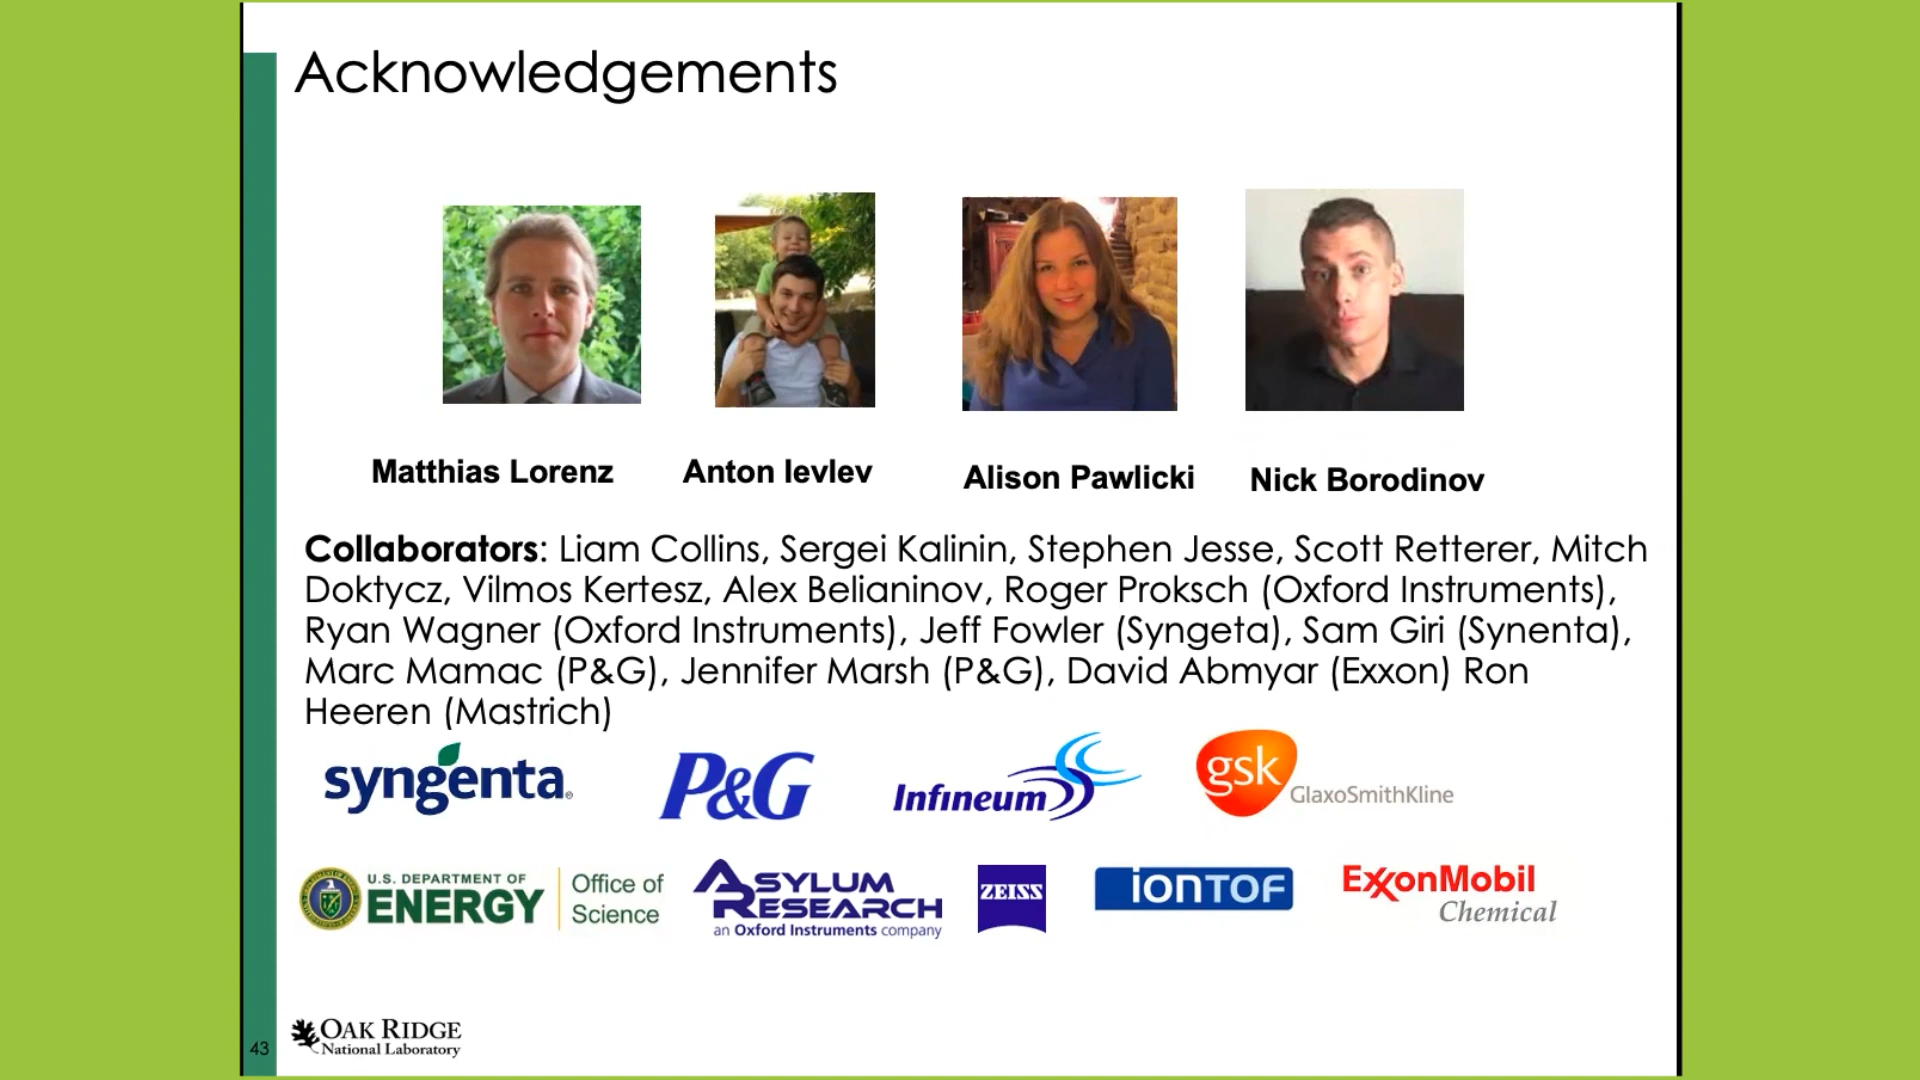 Acknowledgements
Matthias Lorenz
Anton Ievlev
Alison Pawlicki
Nick Borodinov
Collaborators: Liam Collins, Sergei Kalinin, Stephen Jesse, Scott Retterer, Mitch
Doktycz, Vilmos Kertesz, Alex Belianinov, Roger Proksch (Oxford Instruments),
Ryan Wagner (Oxford Instruments), Jeff Fowler (Syngeta), Sam Giri (Synenta),
Marc Mamac (P&G), Jennifer Marsh (P&G), David Abmyar (Exxon) Ron
Heeren (Mastrich)
syngenta®
P&G
Infineum
gsk
GlaxoSmithKline
U.S. DEPARTMENT OF
ENERGY
Office of
Science
ASYLUM
RESEARCH
an Oxford Instruments company
ZEISS
iONTOF
ExxonMobil
Chemical
OAK RIDGE
National Laboratory
43